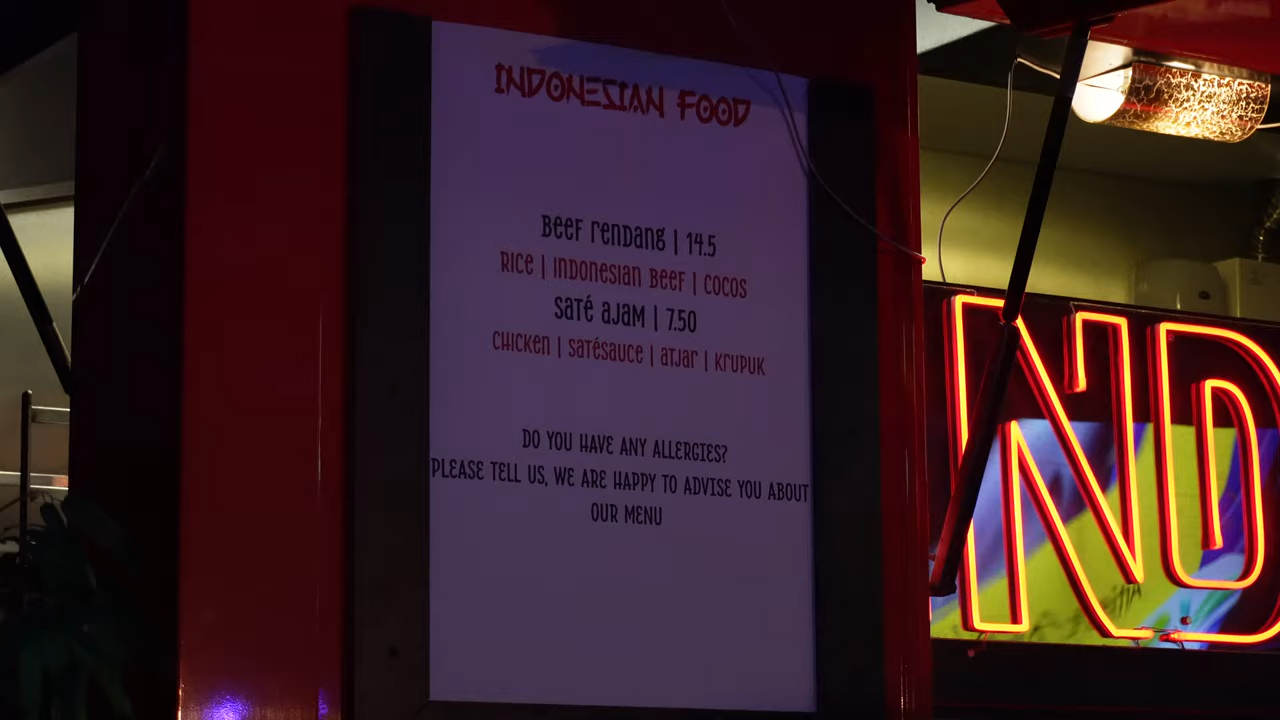 INDONESIAN FOOD
Beef rendang | 14.5
Rice | Indonesian Beef | cocos
Saté ajam | 7.50
Chicken | satésauce | atjar | krupuk
DO YOU HAVE ANY ALLERGIES?
PLEASE TELL US, WE ARE HAPPY TO ADVISE YOU ABOUT
OUR MENU
ND